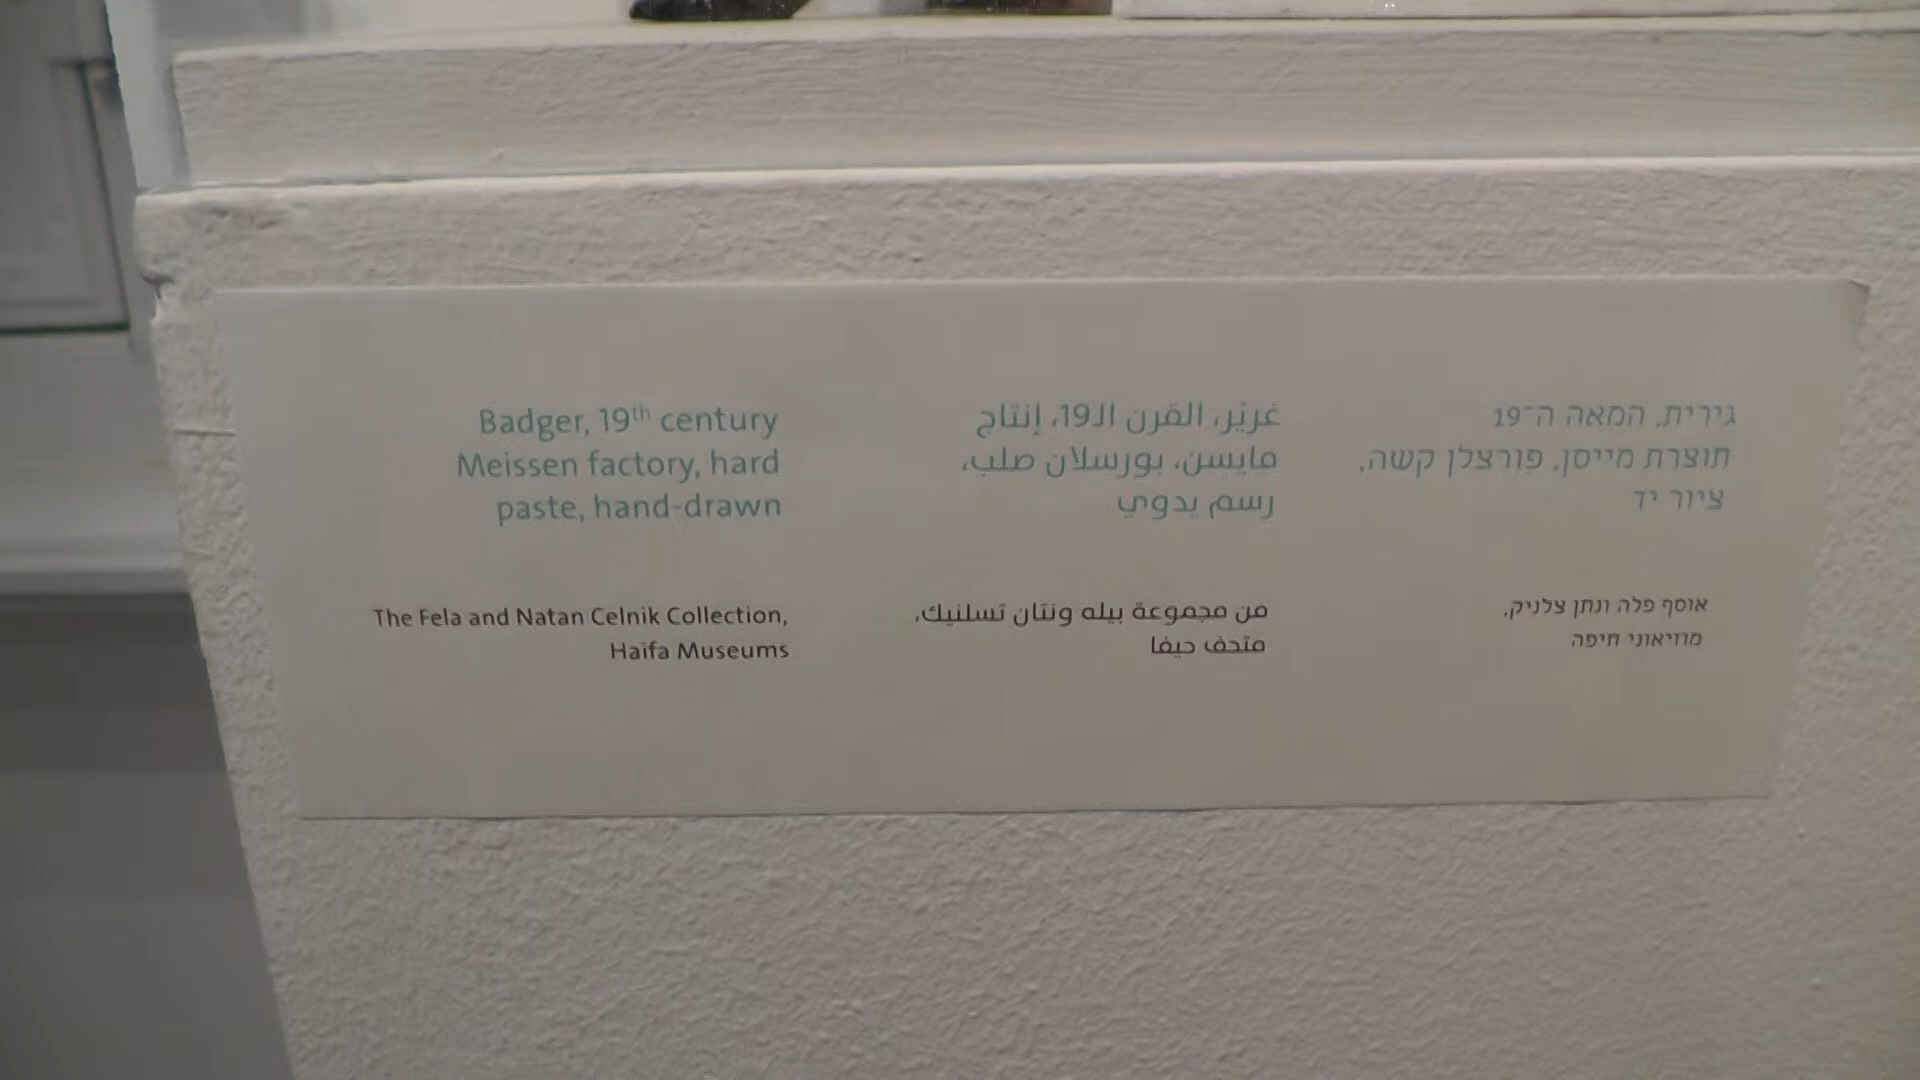 Badger, 19th century
Meissen factory, hard
paste, hand-drawn
The Fela and Natan Celnik Collection,
Haifa Museums
غرير، القرن الـ19، إنتاج
مايسن، بورسلان صلب،
رسم يدوي
من مجموعة بيله ونتان تسلنيك،
متحف حيفا
גירית, המאה ה־19
תוצרת מייסן, פורצלן קשה,
ציור יד
אוסף פלה ונתן צלניק,
מוזיאוני חיפה